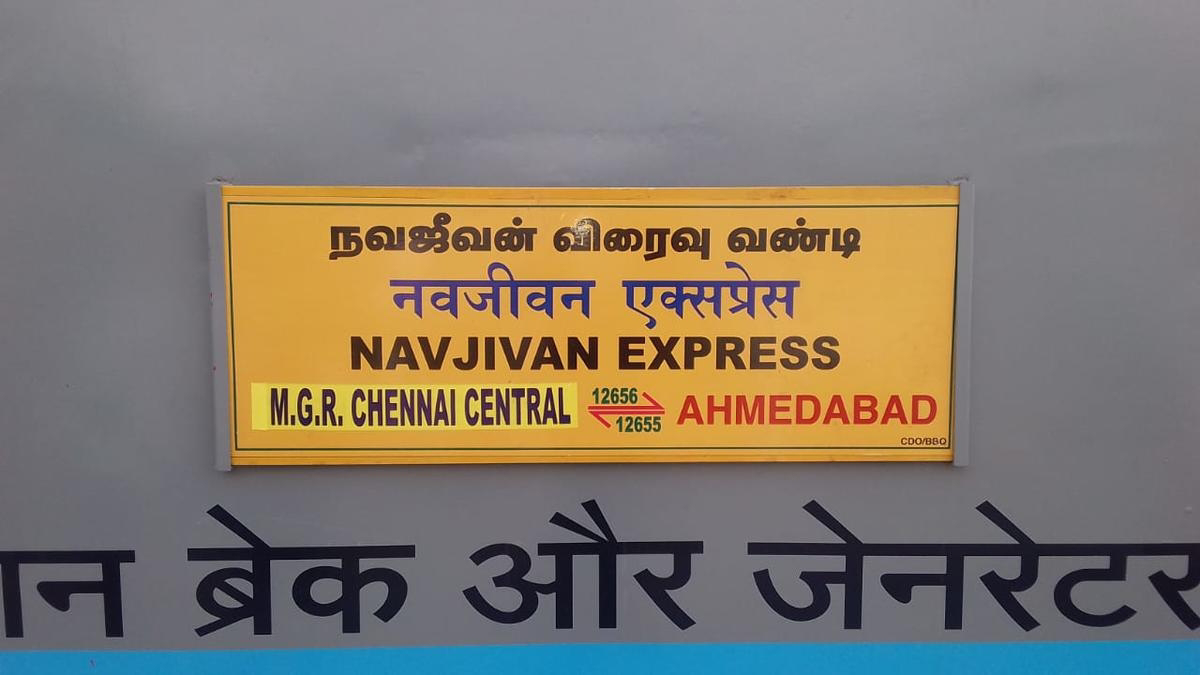 நவஜீவன் விரைவு வண்டி
नवजीवन एक्सप्रेस
NAVJIVAN EXPRESS
M.G.R. CHENNAI CENTRAL 12656 12655 AHMEDABAD
CDO/BBQ
ब्रेक और जेनरेटर